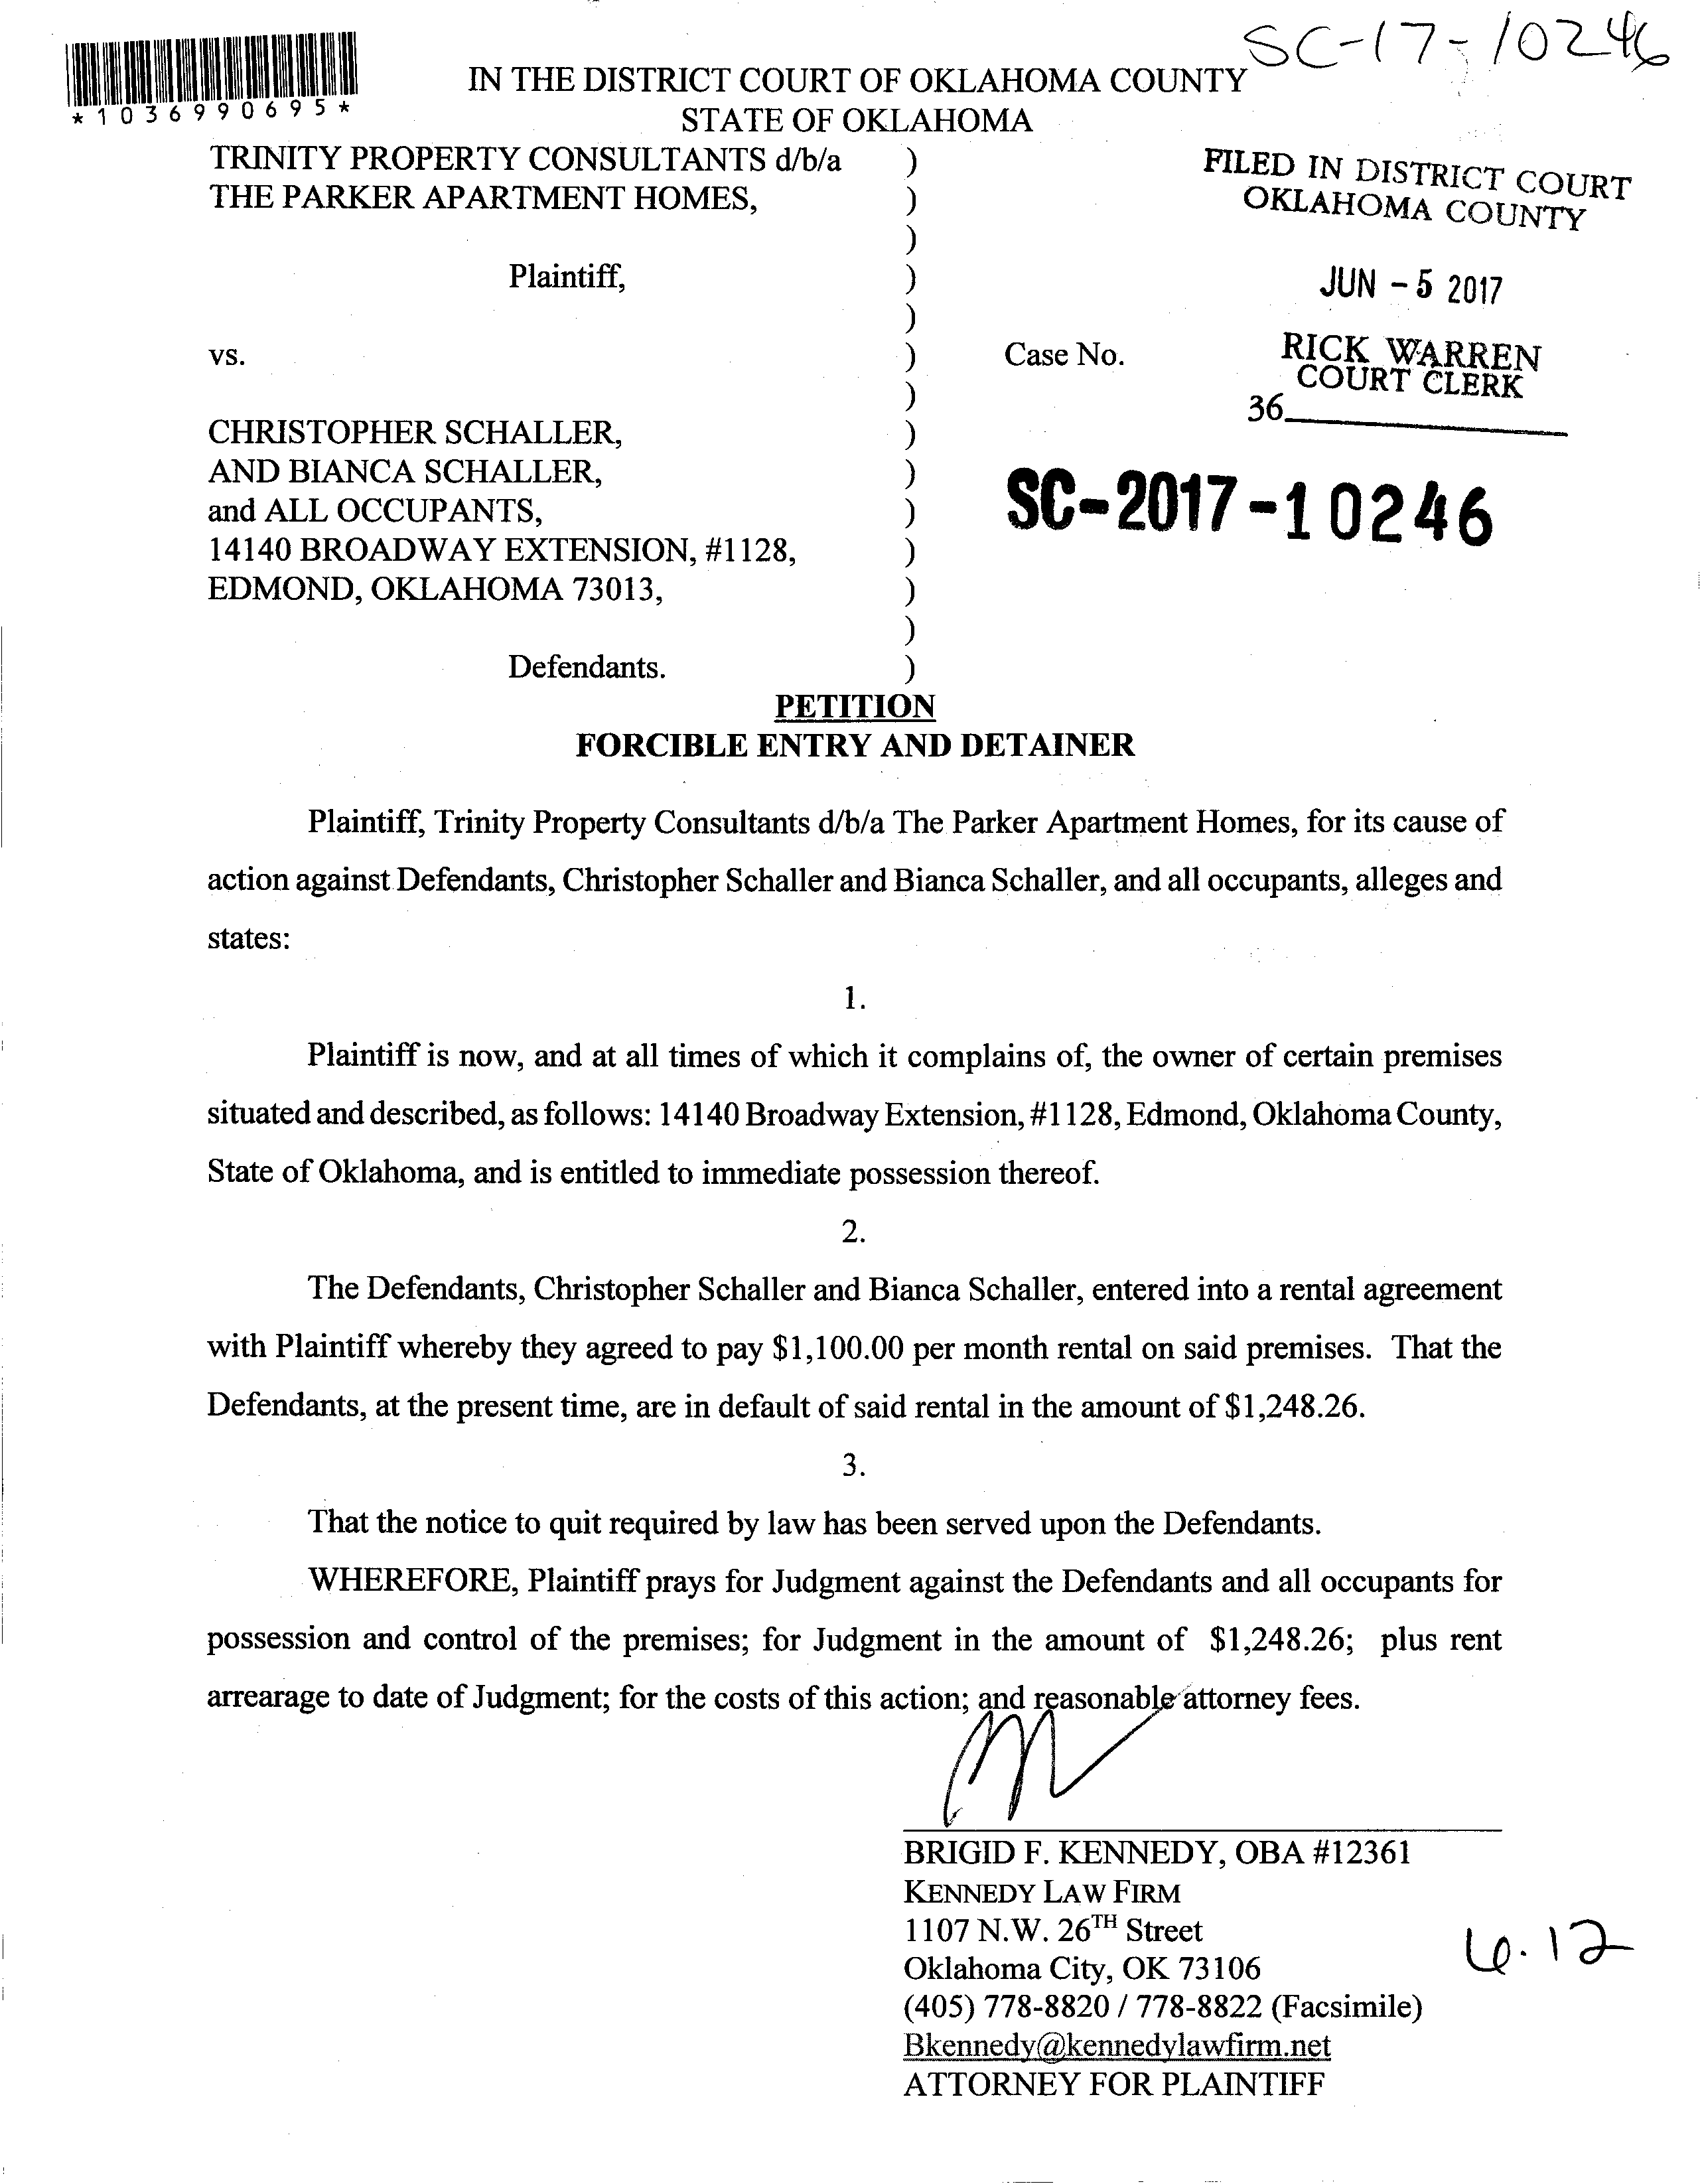 SC-17-10246
*1036990695*
IN THE DISTRICT COURT OF OKLAHOMA COUNTY
STATE OF OKLAHOMA
TRINITY PROPERTY CONSULTANTS d/b/a )
THE PARKER APARTMENT HOMES, )
)
Plaintiff, )
)
vs. ) Case No.
)
CHRISTOPHER SCHALLER, )
AND BIANCA SCHALLER, )
and ALL OCCUPANTS, )
14140 BROADWAY EXTENSION, #1128, )
EDMOND, OKLAHOMA 73013, )
)
Defendants. )
FILED IN DISTRICT COURT
OKLAHOMA COUNTY
JUN - 5 2017
RICK WARREN
COURT CLERK
36
SC-2017-10246
PETITION
FORCIBLE ENTRY AND DETAINER
Plaintiff, Trinity Property Consultants d/b/a The Parker Apartment Homes, for its cause of
action against Defendants, Christopher Schaller and Bianca Schaller, and all occupants, alleges and
states:
1.
Plaintiff is now, and at all times of which it complains of, the owner of certain premises
situated and described, as follows: 14140 Broadway Extension, #1128, Edmond, Oklahoma County,
State of Oklahoma, and is entitled to immediate possession thereof.
2.
The Defendants, Christopher Schaller and Bianca Schaller, entered into a rental agreement
with Plaintiff whereby they agreed to pay $1,100.00 per month rental on said premises. That the
Defendants, at the present time, are in default of said rental in the amount of $1,248.26.
3.
That the notice to quit required by law has been served upon the Defendants.
WHEREFORE, Plaintiff prays for Judgment against the Defendants and all occupants for
possession and control of the premises; for Judgment in the amount of $1,248.26; plus rent
arrearage to date of Judgment; for the costs of this action; and reasonable attorney fees.
BRIGID F. KENNEDY, OBA #12361
KENNEDY LAW FIRM
1107 N.W. 26TH Street
Oklahoma City, OK 73106
(405) 778-8820 / 778-8822 (Facsimile)
Bkennedy@kennedylawfirm.net
ATTORNEY FOR PLAINTIFF
6.12